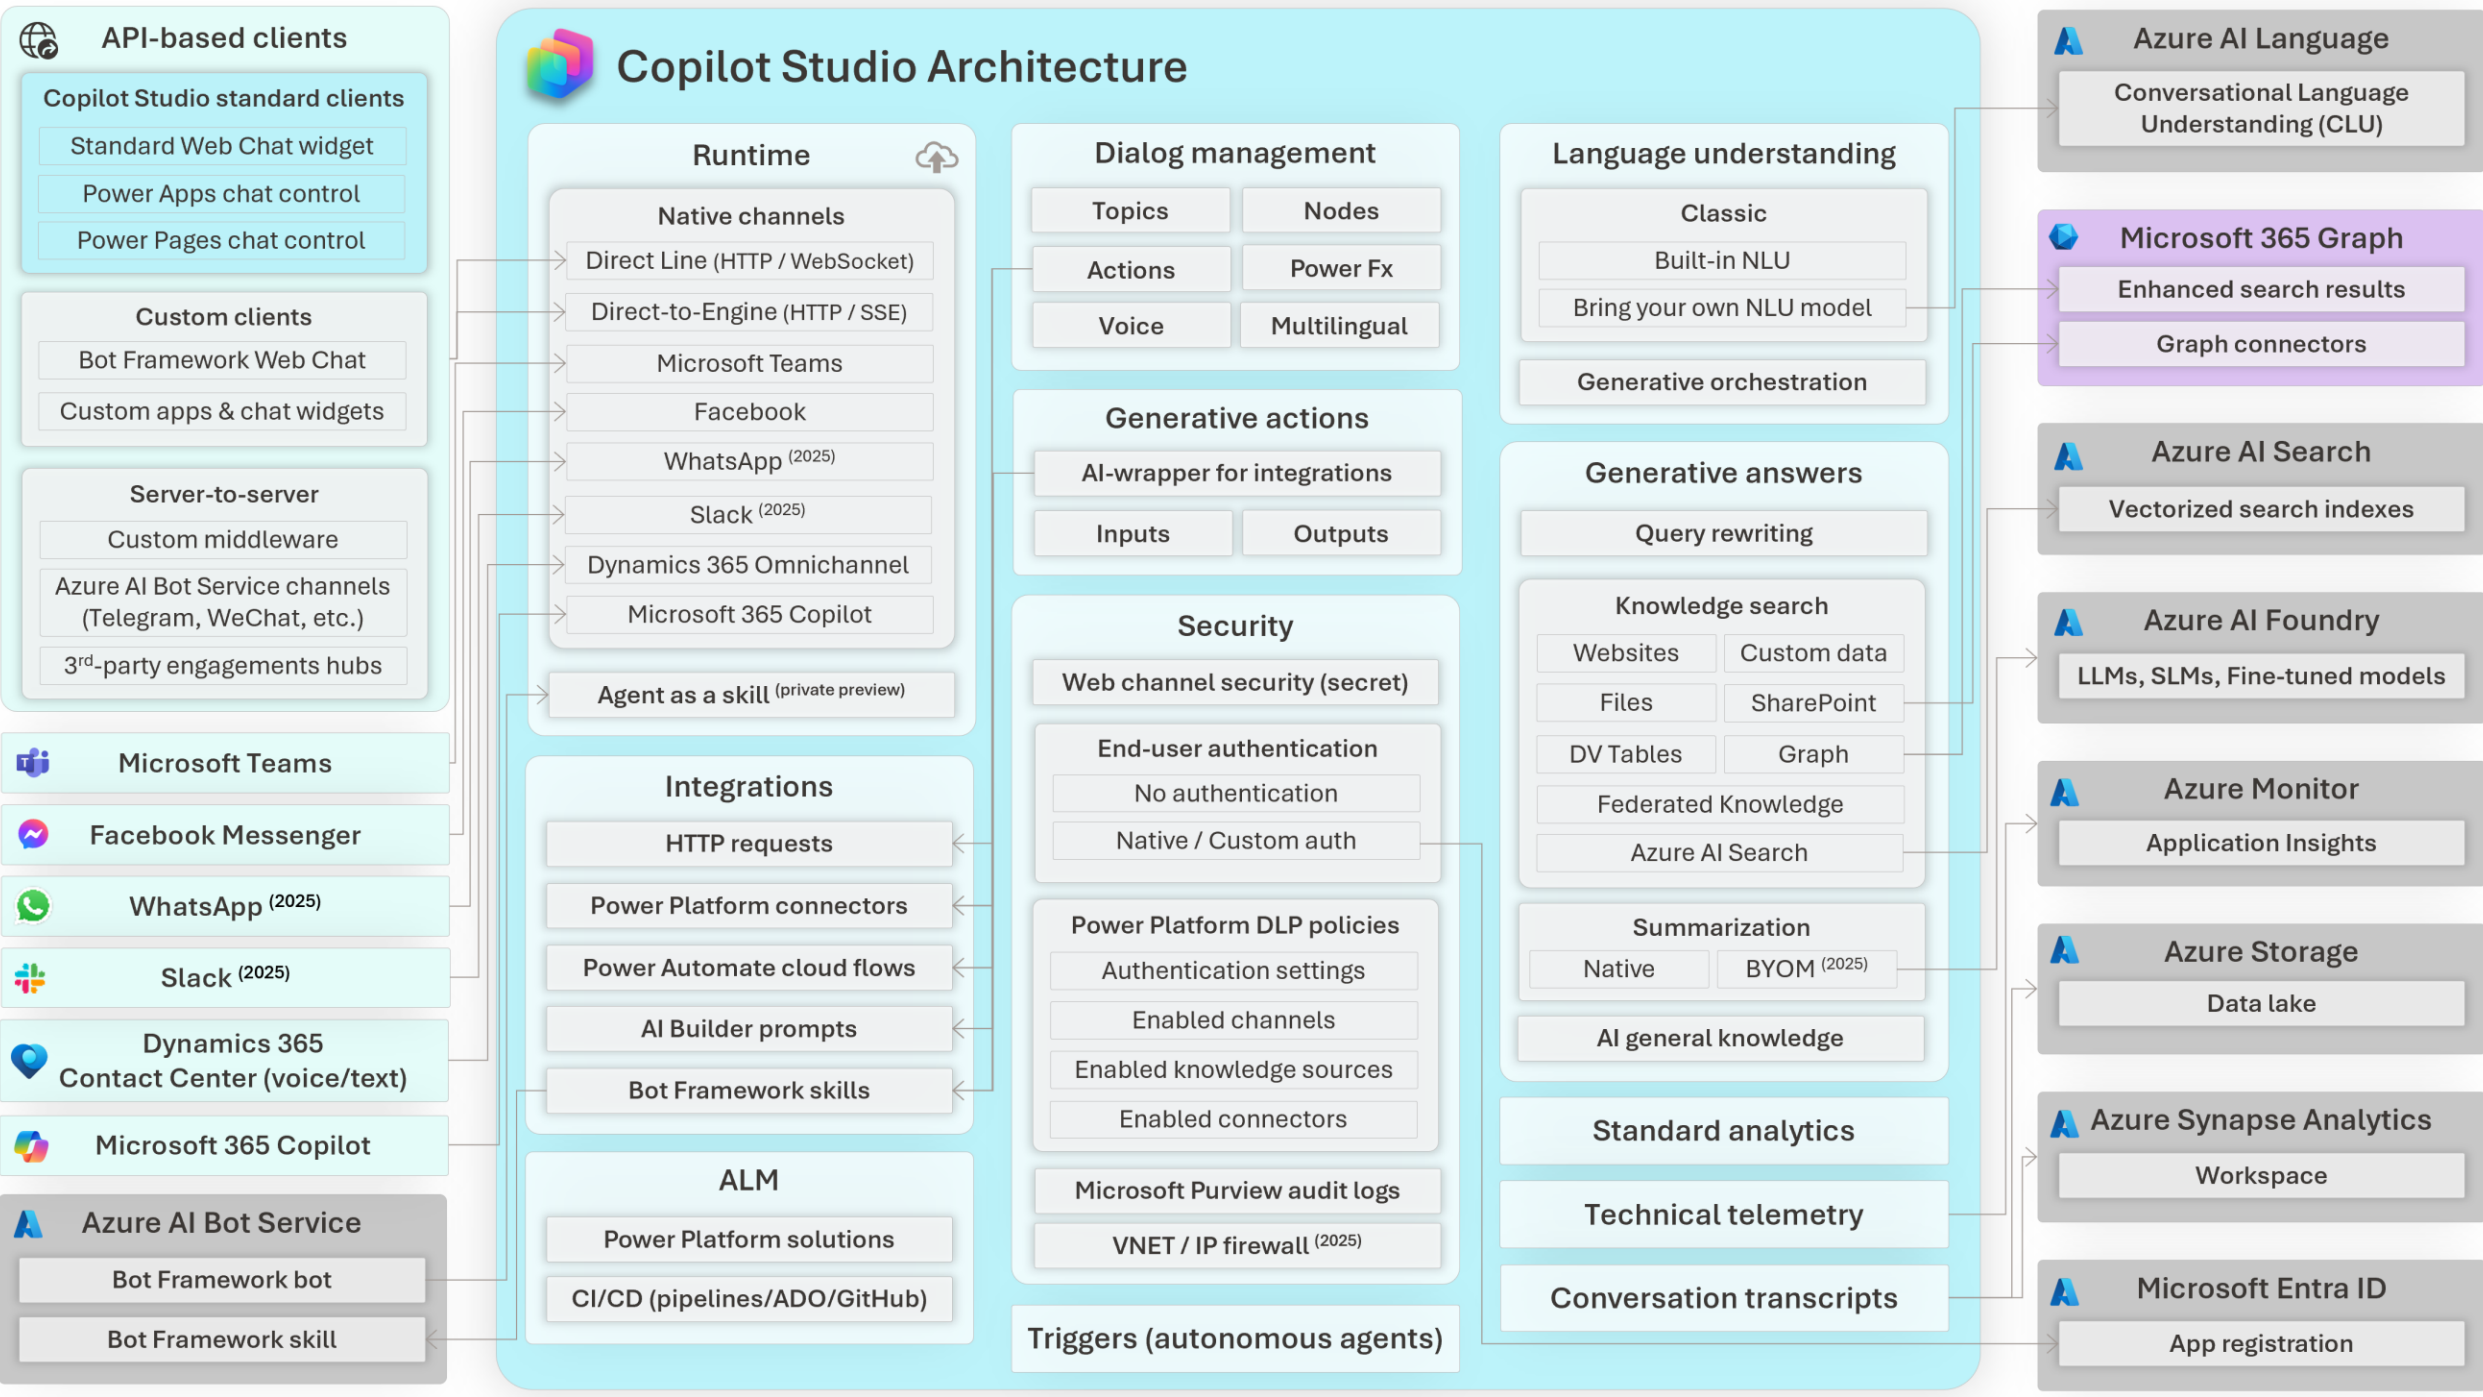 API-based clients
Copilot Studio standard clients
Standard Web Chat widget
Power Apps chat control
Power Pages chat control
Custom clients
Bot Framework Web Chat
Custom apps & chat widgets
Server-to-server
Custom middleware
Azure AI Bot Service channels
(Telegram, WeChat, etc.)
3rd-party engagements hubs
Microsoft Teams
Facebook Messenger
WhatsApp (2025)
Slack (2025)
Dynamics 365
Contact Center (voice/text)
Microsoft 365 Copilot
Azure AI Bot Service
Bot Framework bot
Bot Framework skill
Copilot Studio Architecture
Runtime
Native channels
Direct Line (HTTP / WebSocket)
Direct-to-Engine (HTTP / SSE)
Microsoft Teams
Facebook
WhatsApp (2025)
Slack (2025)
Dynamics 365 Omnichannel
Microsoft 365 Copilot
Agent as a skill (private preview)
Integrations
HTTP requests
Power Platform connectors
Power Automate cloud flows
AI Builder prompts
Bot Framework skills
ALM
Power Platform solutions
CI/CD (pipelines/ADO/GitHub)
Dialog management
Topics
Nodes
Actions
Power Fx
Voice
Multilingual
Generative actions
AI-wrapper for integrations
Inputs
Outputs
Security
Web channel security (secret)
End-user authentication
No authentication
Native / Custom auth
Power Platform DLP policies
Authentication settings
Enabled channels
Enabled knowledge sources
Enabled connectors
Microsoft Purview audit logs
VNET / IP firewall (2025)
Triggers (autonomous agents)
Language understanding
Classic
Built-in NLU
Bring your own NLU model
Generative orchestration
Generative answers
Query rewriting
Knowledge search
Websites
Custom data
Files
SharePoint
DV Tables
Graph
Federated Knowledge
Azure AI Search
Summarization
Native
BYOM (2025)
AI general knowledge
Standard analytics
Technical telemetry
Conversation transcripts
Azure AI Language
Conversational Language
Understanding (CLU)
Microsoft 365 Graph
Enhanced search results
Graph connectors
Azure AI Search
Vectorized search indexes
Azure AI Foundry
LLMs, SLMs, Fine-tuned models
Azure Monitor
Application Insights
Azure Storage
Data lake
Azure Synapse Analytics
Workspace
Microsoft Entra ID
App registration